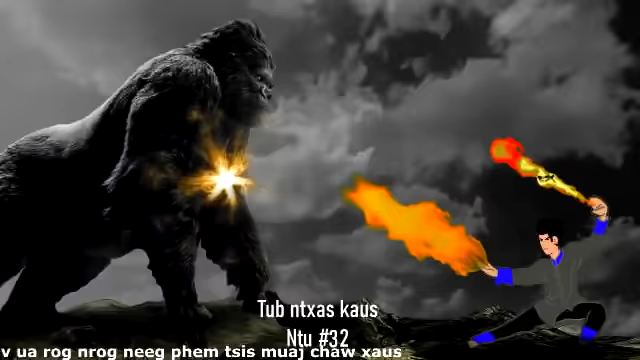 Tub ntxas kaus
Ntu #32
v ua rog nrog neeg phem tsis muaj chaw xaus